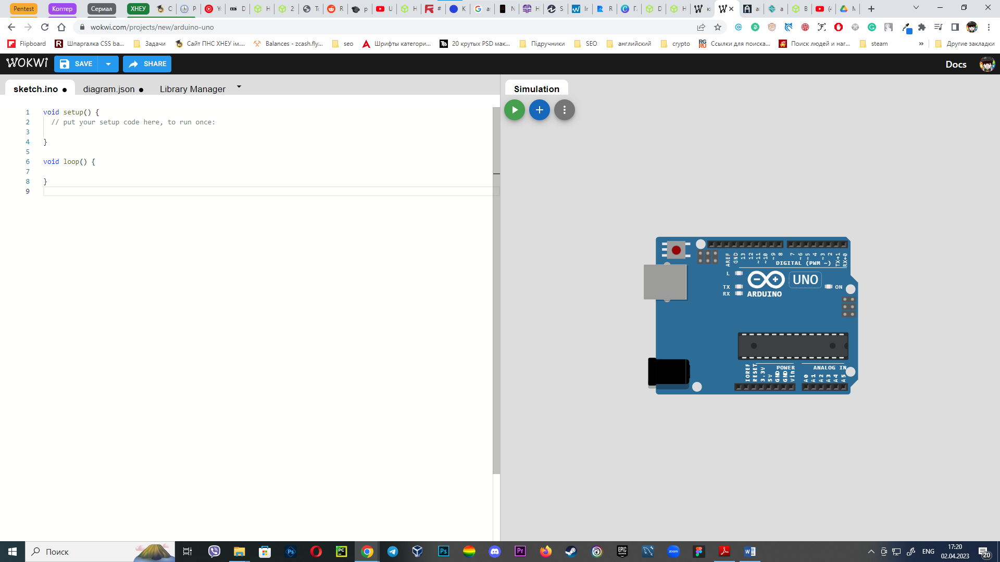 Pentest
Коптер
Сериал
ХНЕУ
wokwi.com/projects/new/arduino-uno
Flipboard
Шпаргалка CSS ba...
Задачи
Сайт ПНС ХНЕУ ім....
Balances - zcash.fly...
seo
Шрифты категори...
20 крутых PSD мак...
Підручники
SEO
английский
crypto
Ссылки для поиска...
Поиск людей и наг...
steam
»
Другие закладки
WOKWI
SAVE
SHARE
Docs
sketch.ino
diagram.json
Library Manager
Simulation
1 void setup() {
2 // put your setup code here, to run once:
3
4 }
5
6 void loop() {
7
8 }
9
AREF
GND
13
12
~11
~10
~9
8
7
~6
~5
4
~3
2
TX→1
RX←0
DIGITAL (PWM ~)
L
TX
RX
UNO
ON
ARDUINO
POWER
ANALOG IN
IOREF
RESET
3.3V
5V
GND
GND
Vin
A0
A1
A2
A3
A4
A5
Поиск
ENG
17:20
02.04.2023
20